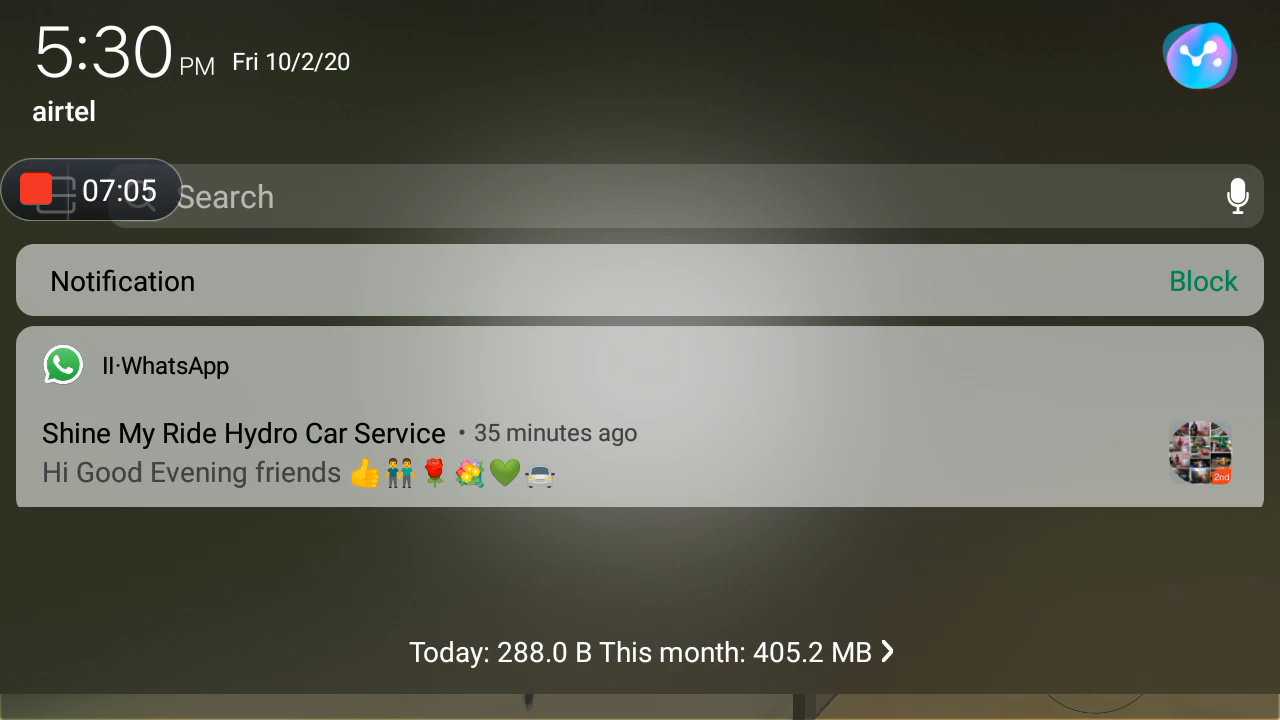 5:30 PM Fri 10/2/20
airtel
07:05
Search
Notification Block
II·WhatsApp
Shine My Ride Hydro Car Service • 35 minutes ago
Hi Good Evening friends 👍👬🌹💐💚🚘
2nd
Today: 288.0 B This month: 405.2 MB